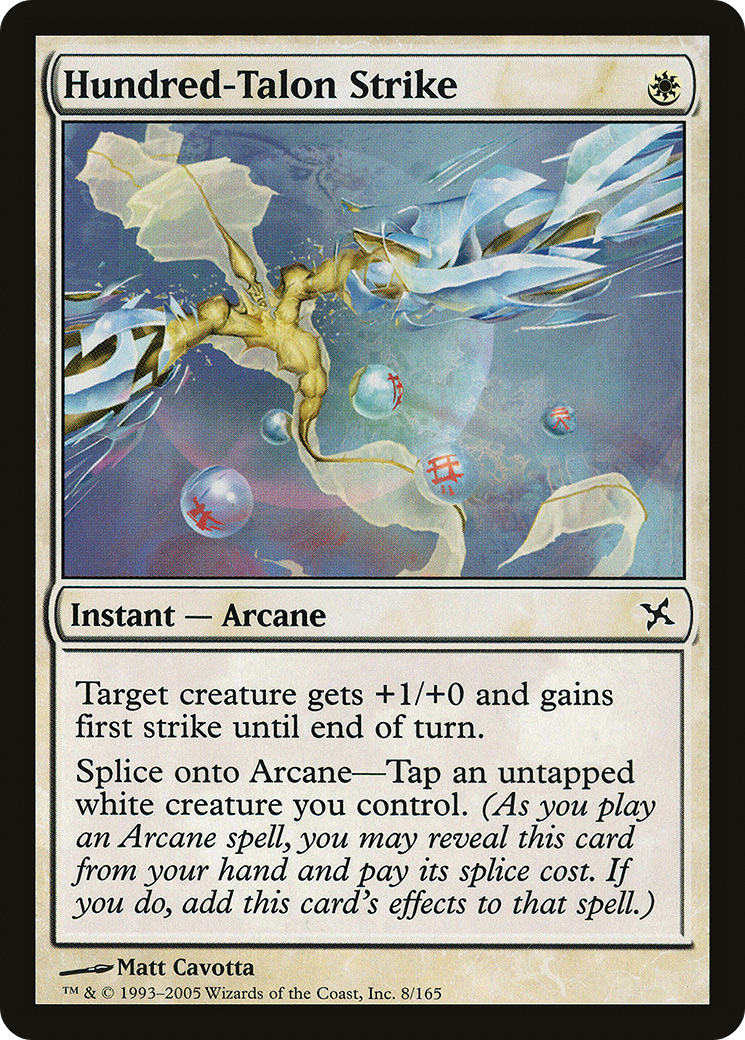 Hundred-Talon Strike
Instant — Arcane
Target creature gets +1/+0 and gains
first strike until end of turn.
Splice onto Arcane—Tap an untapped
white creature you control. (As you play
an Arcane spell, you may reveal this card
from your hand and pay its splice cost. If
you do, add this card's effects to that spell.)
Matt Cavotta
™ & © 1993–2005 Wizards of the Coast, Inc. 8/165